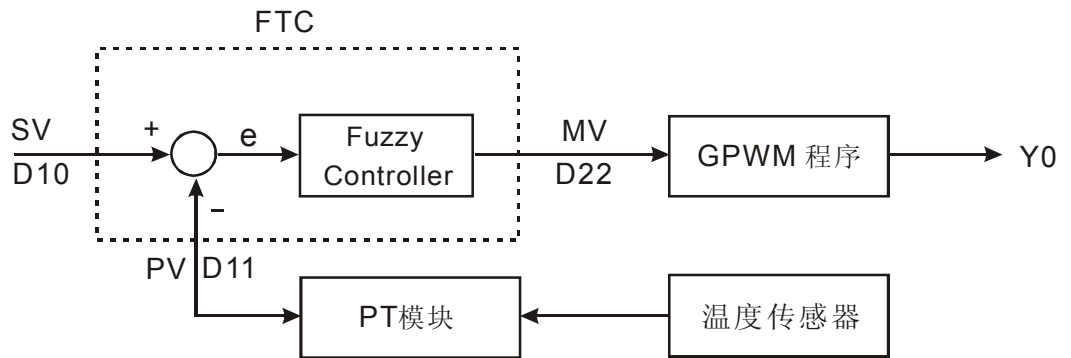 FTC
SV
+
e
Fuzzy
Controller
MV
GPWM 程序
Y0
D10
D22
−
PV
D11
PT模块
温度传感器